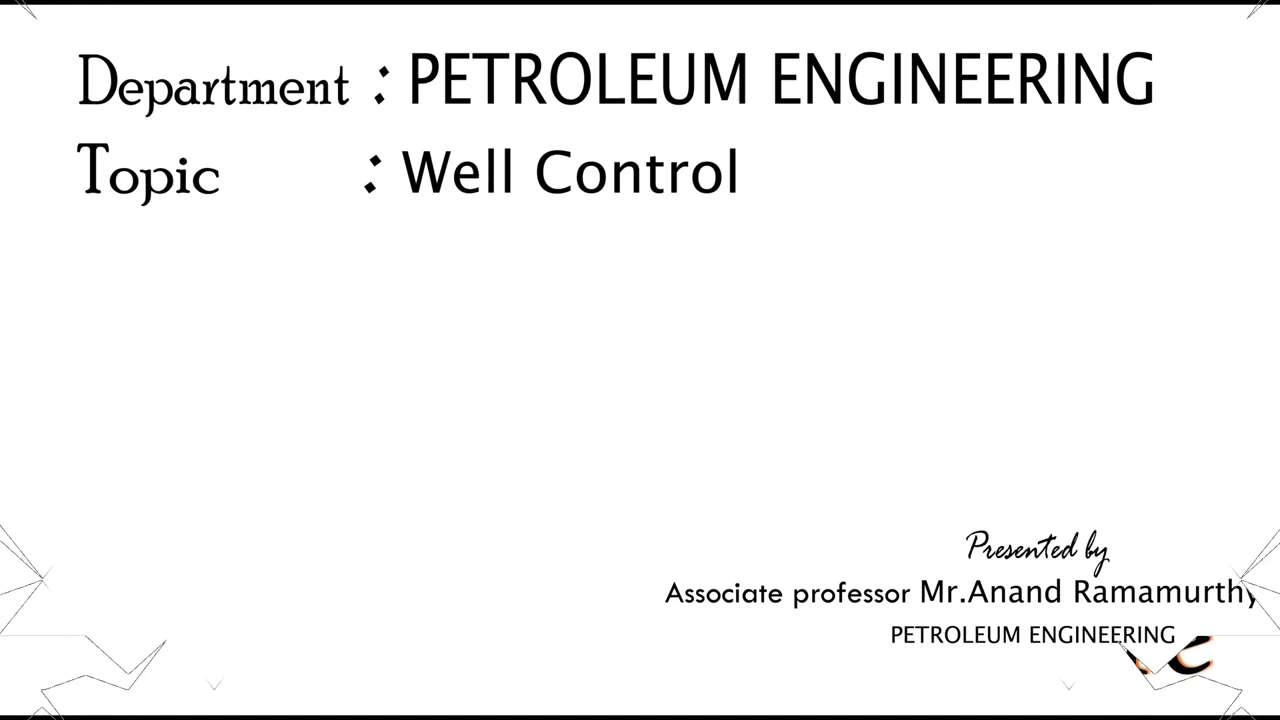 Department : PETROLEUM ENGINEERING
Topic : Well Control
Presented by
Associate professor Mr.Anand Ramamurthy
PETROLEUM ENGINEERING